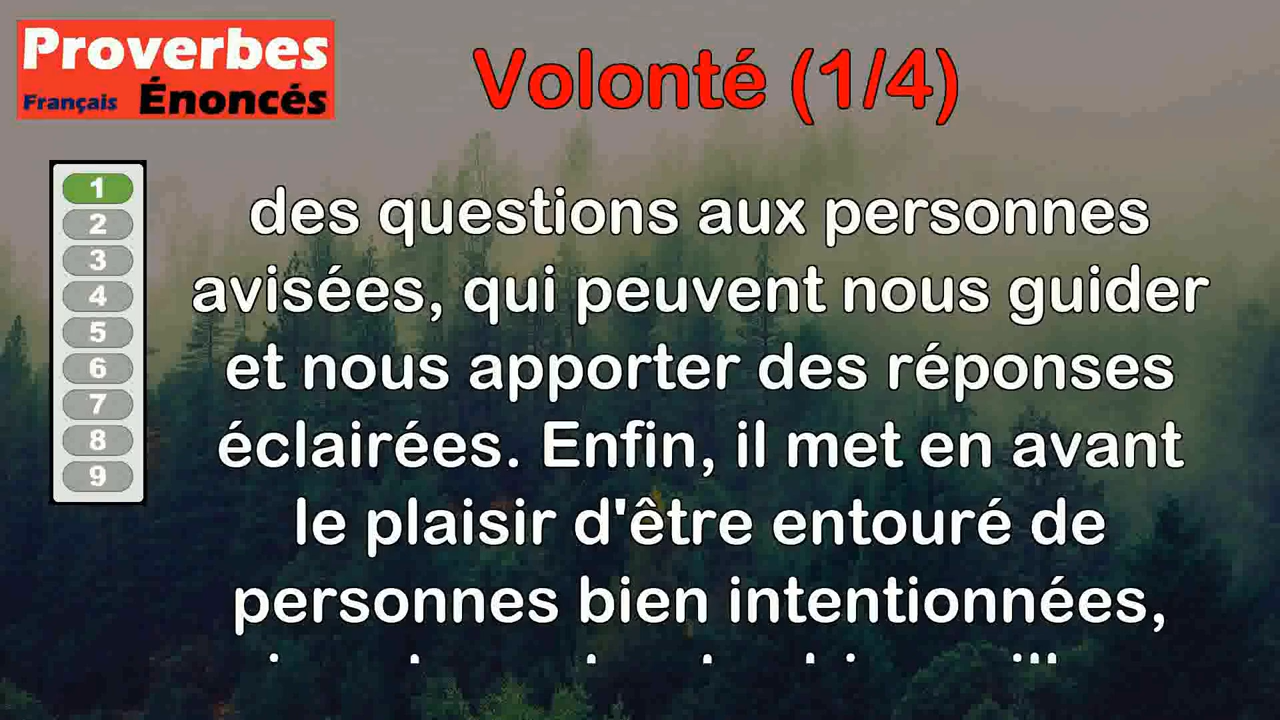 Proverbes
Français Énoncés
Volonté (1/4)
1
2
3
4
5
6
7
8
9
des questions aux personnes
avisées, qui peuvent nous guider
et nous apporter des réponses
éclairées. Enfin, il met en avant
le plaisir d'être entouré de
personnes bien intentionnées,